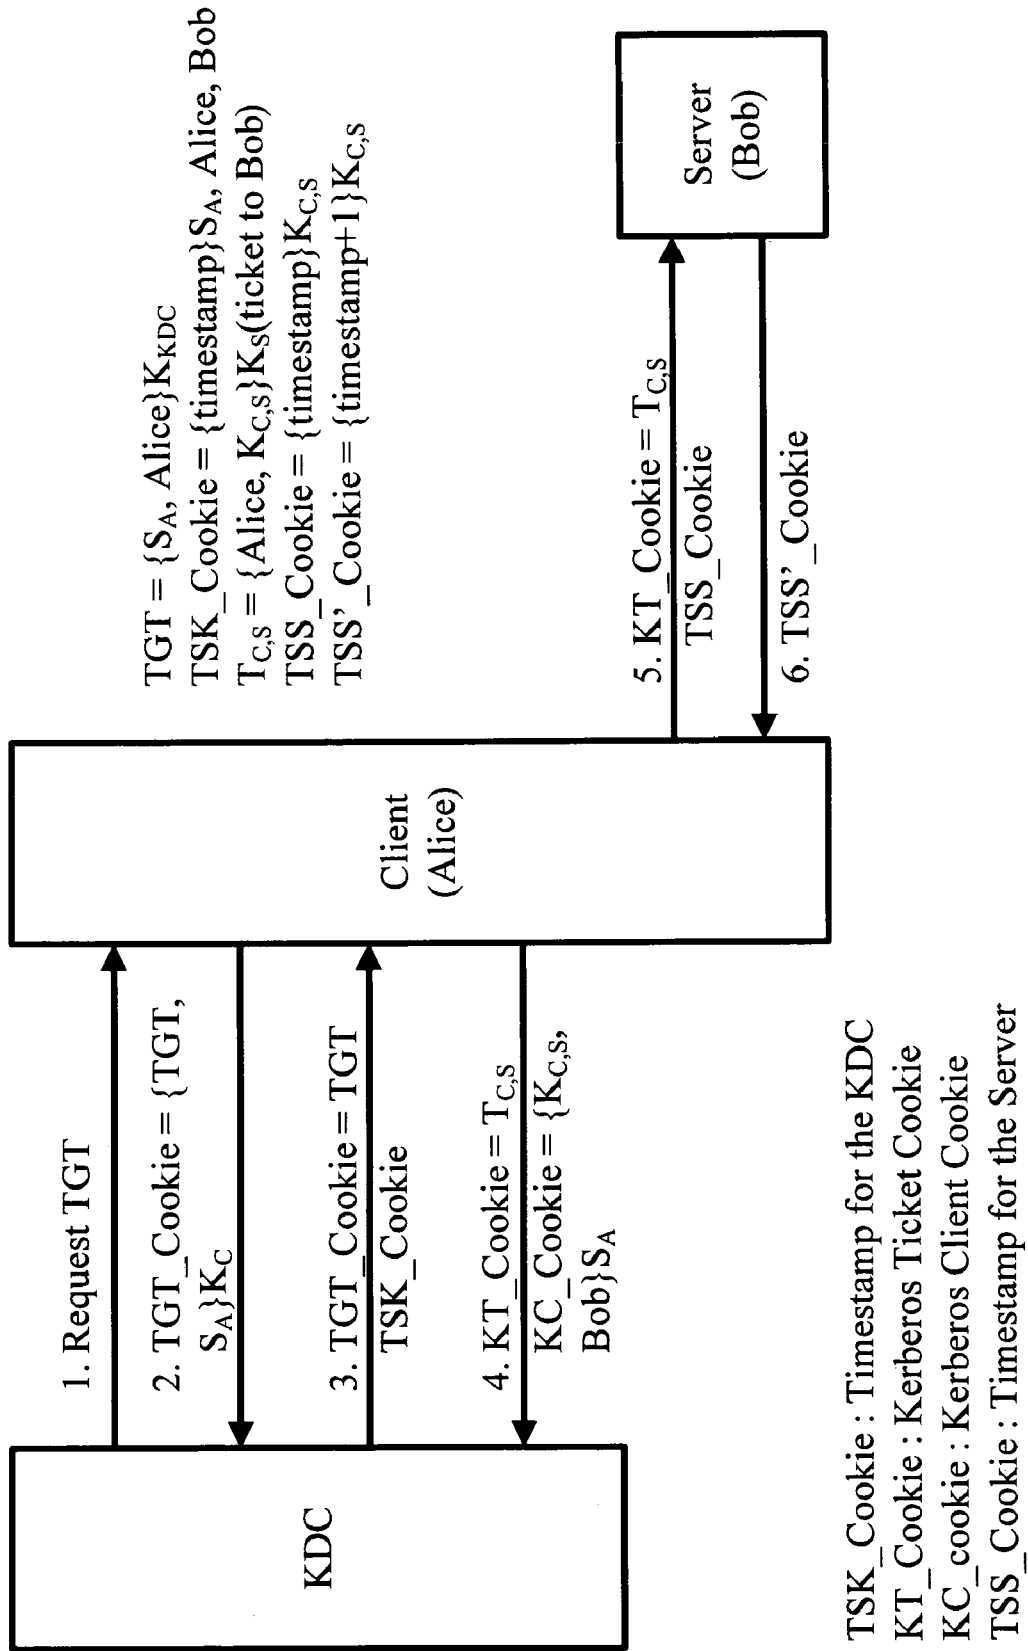 KDC
1. Request TGT
2. TGT_Cookie = {TGT,
S_A}K_C
3. TGT_Cookie = TGT
TSK_Cookie
4. KT_Cookie = T_C,S
KC_Cookie = {K_C,S,
Bob}S_A
Client
(Alice)
TGT = {S_A, Alice}K_KDC
TSK_Cookie = {timestamp}S_A, Alice, Bob
T_C,S = {Alice, K_C,S}K_S(ticket to Bob)
TSS_Cookie = {timestamp}K_C,S
TSS’_Cookie = {timestamp+1}K_C,S
5. KT_Cookie = T_C,S
TSS_Cookie
6. TSS’_Cookie
Server
(Bob)
TSK_Cookie : Timestamp for the KDC
KT_Cookie : Kerberos Ticket Cookie
KC_cookie : Kerberos Client Cookie
TSS_Cookie : Timestamp for the Server